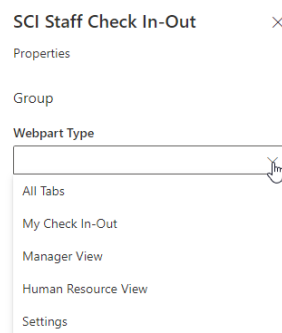 SCI Staff Check In-Out
Properties
Group
Webpart Type
All Tabs
My Check In-Out
Manager View
Human Resource View
Settings